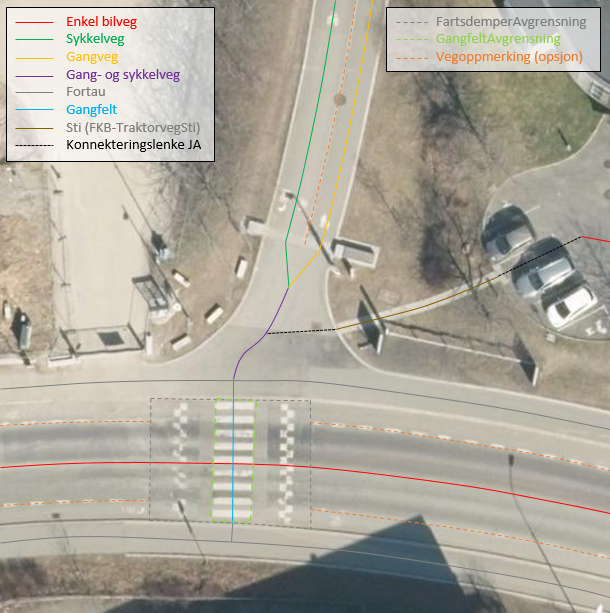 Enkel bilveg
Sykkelveg
Gangveg
Gang- og sykkelveg
Fortau
Gangfelt
Sti (FKB-TraktorvegSti)
Konnekteringslenke JA
FartsdemperAvgrensning
GangfeltAvgrensning
Vegoppmerking (opsjon)